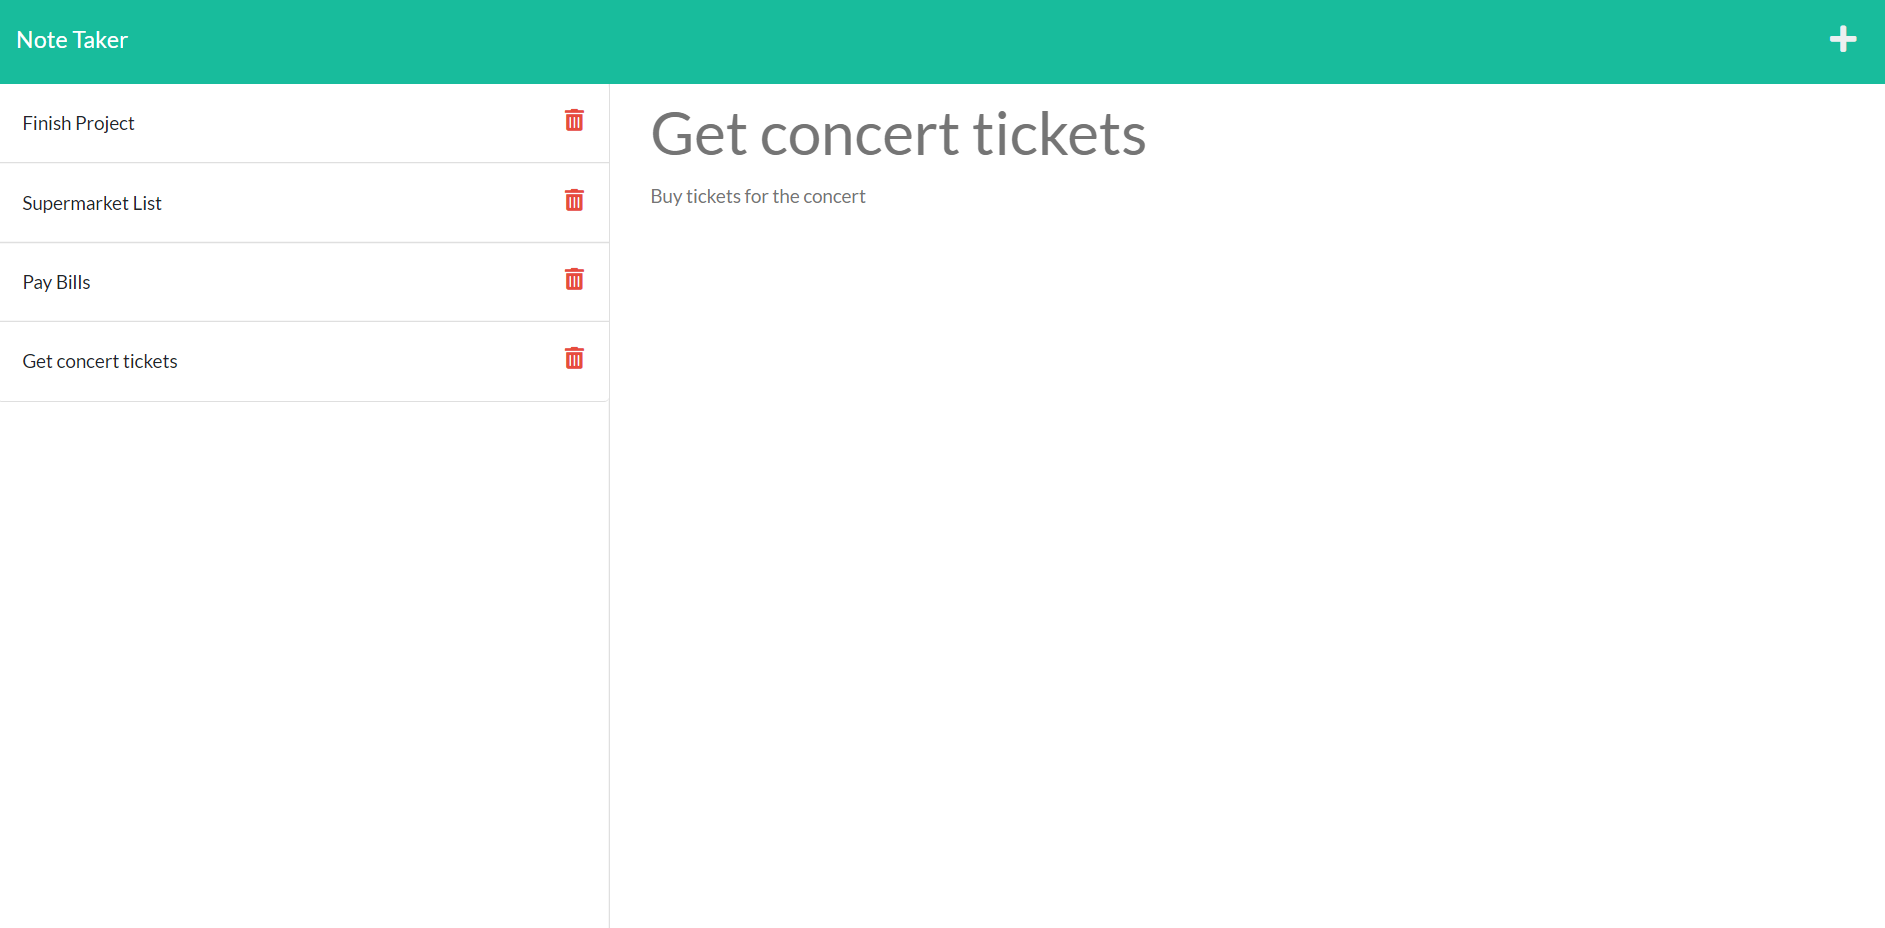 Note Taker
Finish Project
Supermarket List
Pay Bills
Get concert tickets
Get concert tickets
Buy tickets for the concert